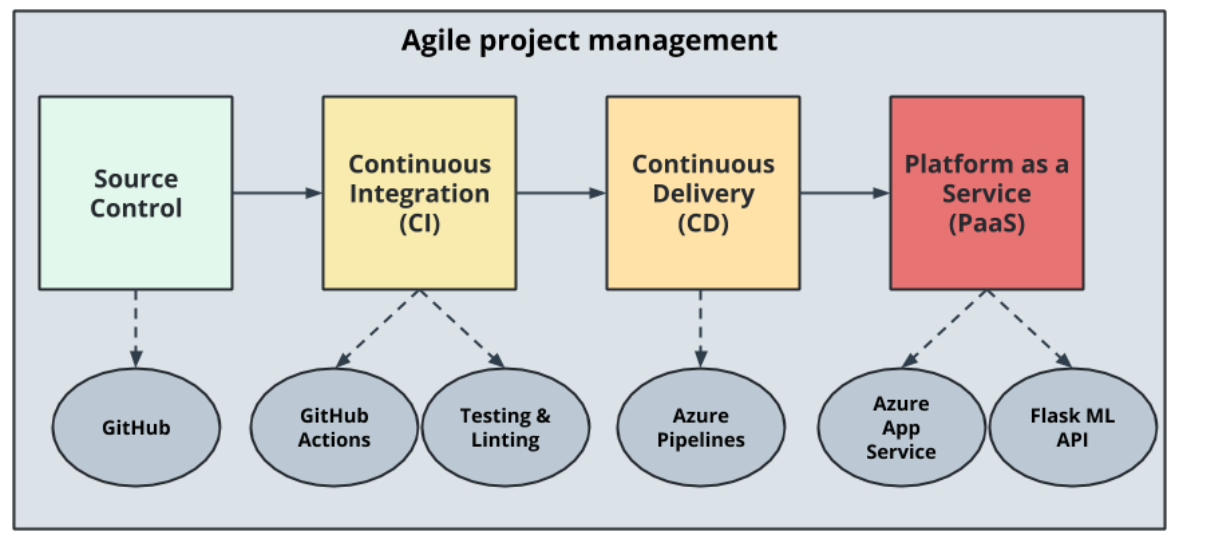 Agile project management
Source
Control
Continuous
Integration
(CI)
Continuous
Delivery
(CD)
Platform as a
Service
(PaaS)
GitHub
GitHub
Actions
Testing &
Linting
Azure
Pipelines
Azure
App
Service
Flask ML
API